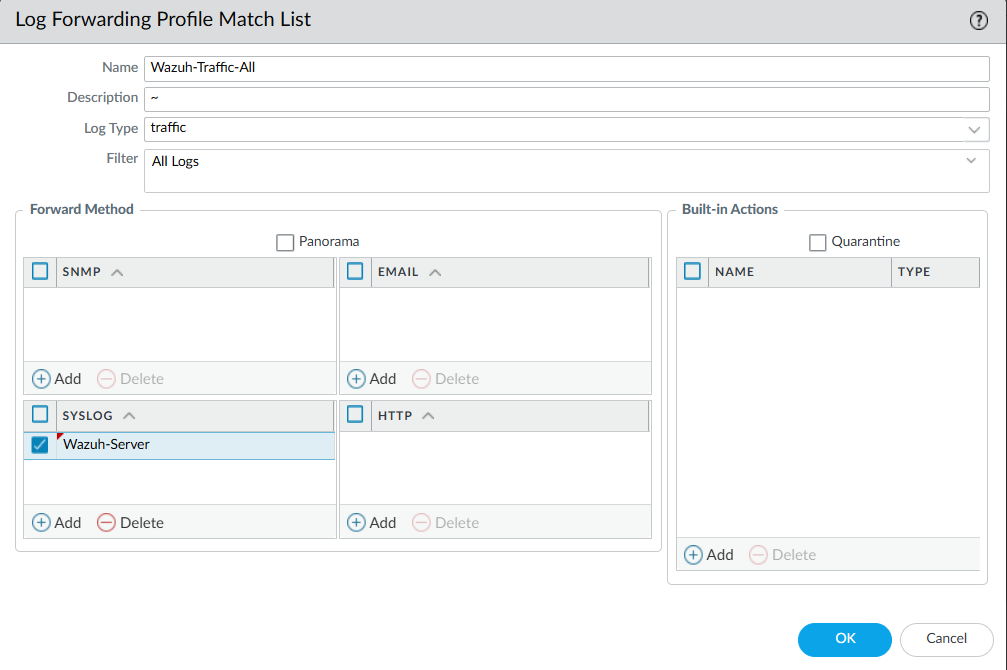 Log Forwarding Profile Match List
?
Name Wazuh-Traffic-All
Description ~
Log Type traffic
Filter All Logs
Forward Method
Panorama
SNMP
EMAIL
Add Delete
Add Delete
SYSLOG
HTTP
Wazuh-Server
Add Delete
Add Delete
Built-in Actions
Quarantine
NAME TYPE
Add Delete
OK Cancel